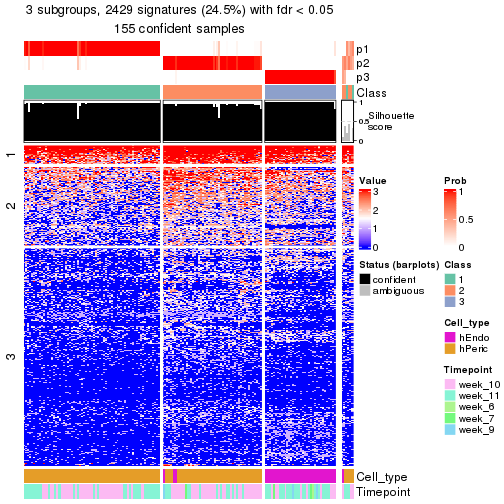 3 subgroups, 2429 signatures (24.5%) with fdr < 0.05
155 confident samples
p1
p2
p3
Class
1
0.5
0
Silhouette
score
1
2
3
Value
3
2
1
0
Prob
1
0.5
0
Status (barplots)
confident
ambiguous
Class
1
2
3
Cell_type
hEndo
hPeric
Timepoint
week_10
week_11
week_6
week_7
week_9
Cell_type
Timepoint